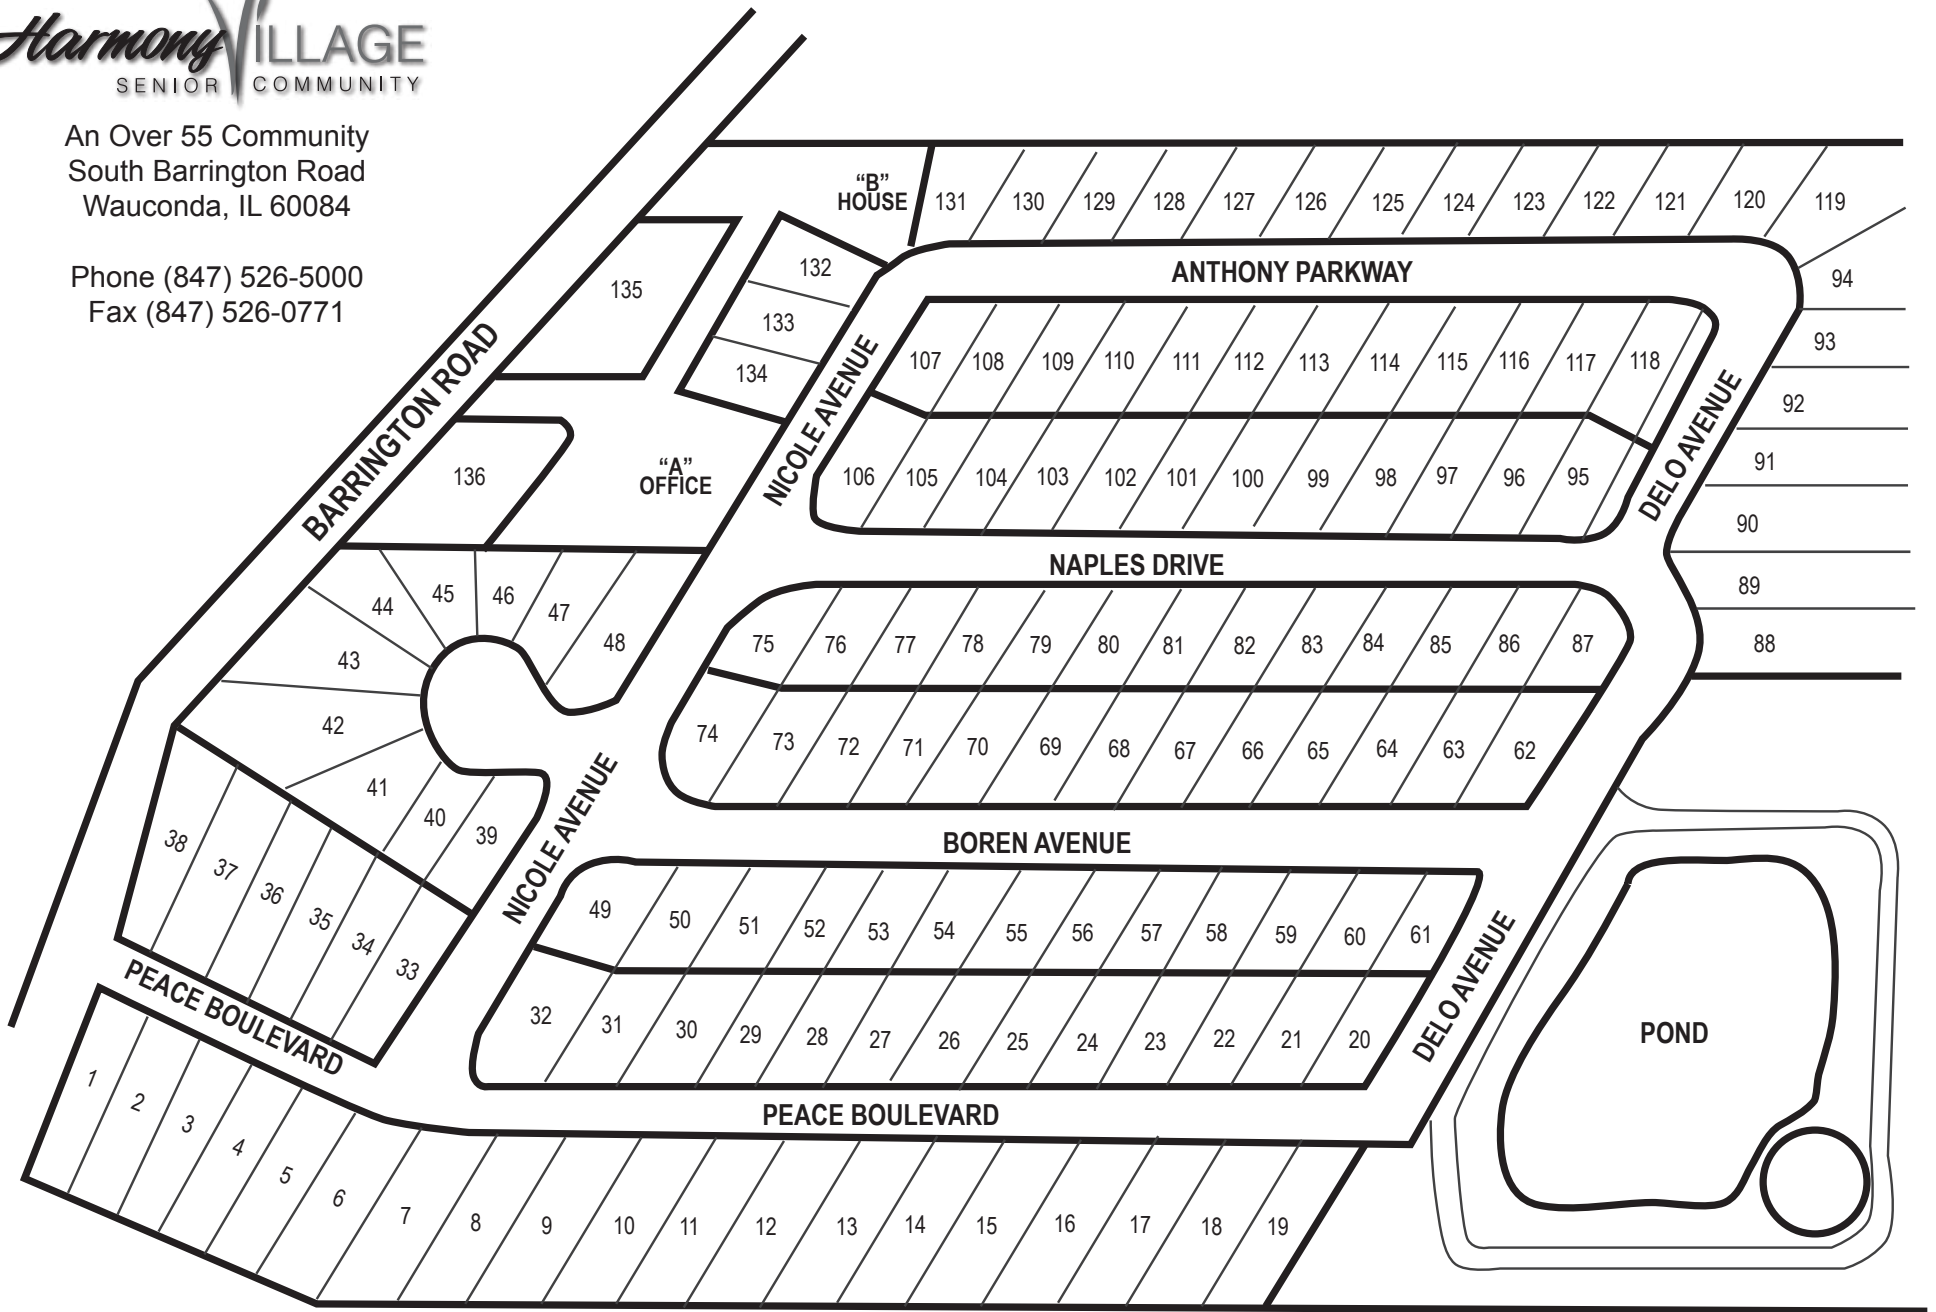 Harmony VILLAGE
SENIOR COMMUNITY
An Over 55 Community
South Barrington Road
Wauconda, IL 60084
Phone (847) 526-5000
Fax (847) 526-0771
“B”
HOUSE
131 130 129 128 127 126 125 124 123 122 121 120 119
ANTHONY PARKWAY
132
133
134
135
136
94
93
92
91
90
89
88
BARRINGTON ROAD
NICOLE AVENUE
DELO AVENUE
107 108 109 110 111 112 113 114 115 116 117 118
106 105 104 103 102 101 100 99 98 97 96 95
“A”
OFFICE
NAPLES DRIVE
44 45 46 47 48
43
42
41
40
39
75 76 77 78 79 80 81 82 83 84 85 86 87
74 73 72 71 70 69 68 67 66 65 64 63 62
BOREN AVENUE
NICOLE AVENUE
38 37 36 35 34 33
49 50 51 52 53 54 55 56 57 58 59 60 61
32 31 30 29 28 27 26 25 24 23 22 21 20
DELO AVENUE
POND
PEACE BOULEVARD
PEACE BOULEVARD
1 2 3 4 5 6 7 8 9 10 11 12 13 14 15 16 17 18 19